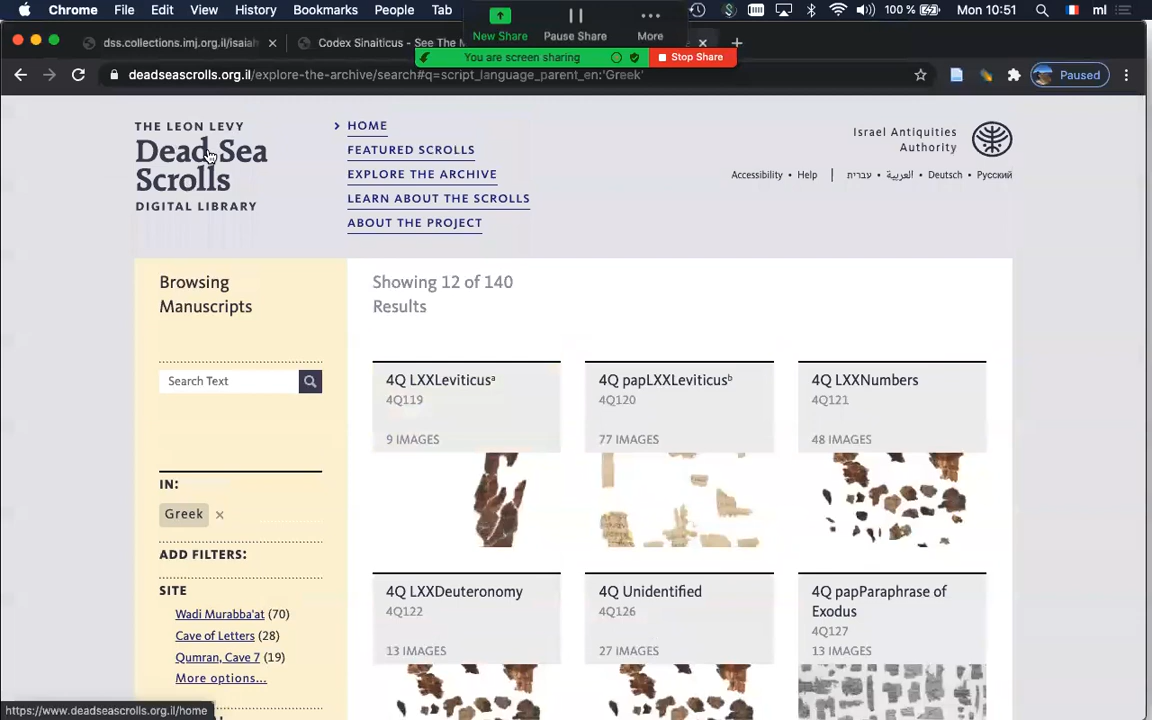 Chrome File Edit View History Bookmarks People Tab 100 % Mon 10:51 ml
New Share Pause Share More
You are screen sharing Stop Share
dss.collections.imj.org.il/isaiah Codex Sinaiticus - See The M
deadseascrolls.org.il/explore-the-archive/search#q=script_language_parent_en:'Greek' Paused
THE LEON LEVY
Dead Sea
Scrolls
DIGITAL LIBRARY
HOME
FEATURED SCROLLS
EXPLORE THE ARCHIVE
LEARN ABOUT THE SCROLLS
ABOUT THE PROJECT
Israel Antiquities
Authority
Accessibility • Help | עברית • العربية • Deutsch • Русский
Browsing
Manuscripts
Search Text
IN:
Greek ×
ADD FILTERS:
SITE
Wadi Murabba'at (70)
Cave of Letters (28)
Qumran, Cave 7 (19)
More options...
Showing 12 of 140
Results
4Q LXXLeviticusᵃ
4Q119
9 IMAGES
4Q papLXXLeviticusᵇ
4Q120
77 IMAGES
4Q LXXNumbers
4Q121
48 IMAGES
4Q LXXDeuteronomy
4Q122
13 IMAGES
4Q Unidentified
4Q126
27 IMAGES
4Q papParaphrase of
Exodus
4Q127
13 IMAGES
https://www.deadseascrolls.org.il/home